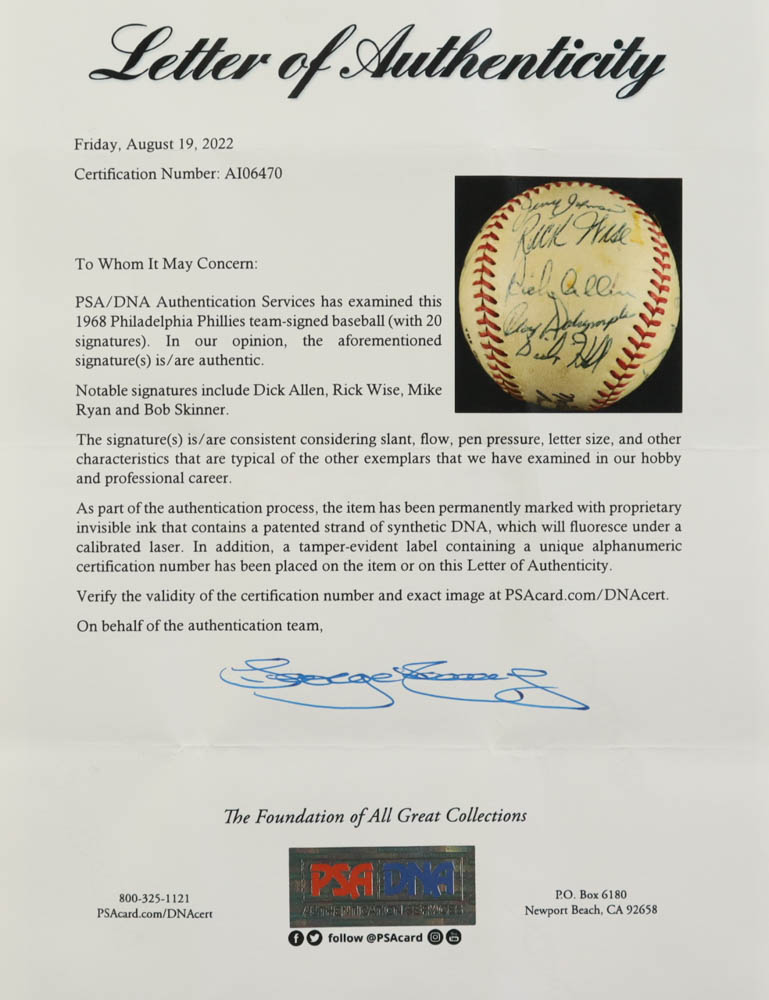 Letter of Authenticity
Friday, August 19, 2022
Certification Number: AI06470
Jerry Johnson
Rick Wise
Rich Allen
Clay Dalrymple
To Whom It May Concern:
PSA/DNA Authentication Services has examined this
1968 Philadelphia Phillies team-signed baseball (with 20
signatures). In our opinion, the aforementioned
signature(s) is/are authentic.
Notable signatures include Dick Allen, Rick Wise, Mike
Ryan and Bob Skinner.
The signature(s) is/are consistent considering slant, flow, pen pressure, letter size, and other
characteristics that are typical of the other exemplars that we have examined in our hobby
and professional career.
As part of the authentication process, the item has been permanently marked with proprietary
invisible ink that contains a patented strand of synthetic DNA, which will fluoresce under a
calibrated laser. In addition, a tamper-evident label containing a unique alphanumeric
certification number has been placed on the item or on this Letter of Authenticity.
Verify the validity of the certification number and exact image at PSAcard.com/DNAcert.
On behalf of the authentication team,
The Foundation of All Great Collections
800-325-1121
PSAcard.com/DNAcert
PSA DNA
AUTHENTICATION SERVICES
follow @PSAcard
P.O. Box 6180
Newport Beach, CA 92658